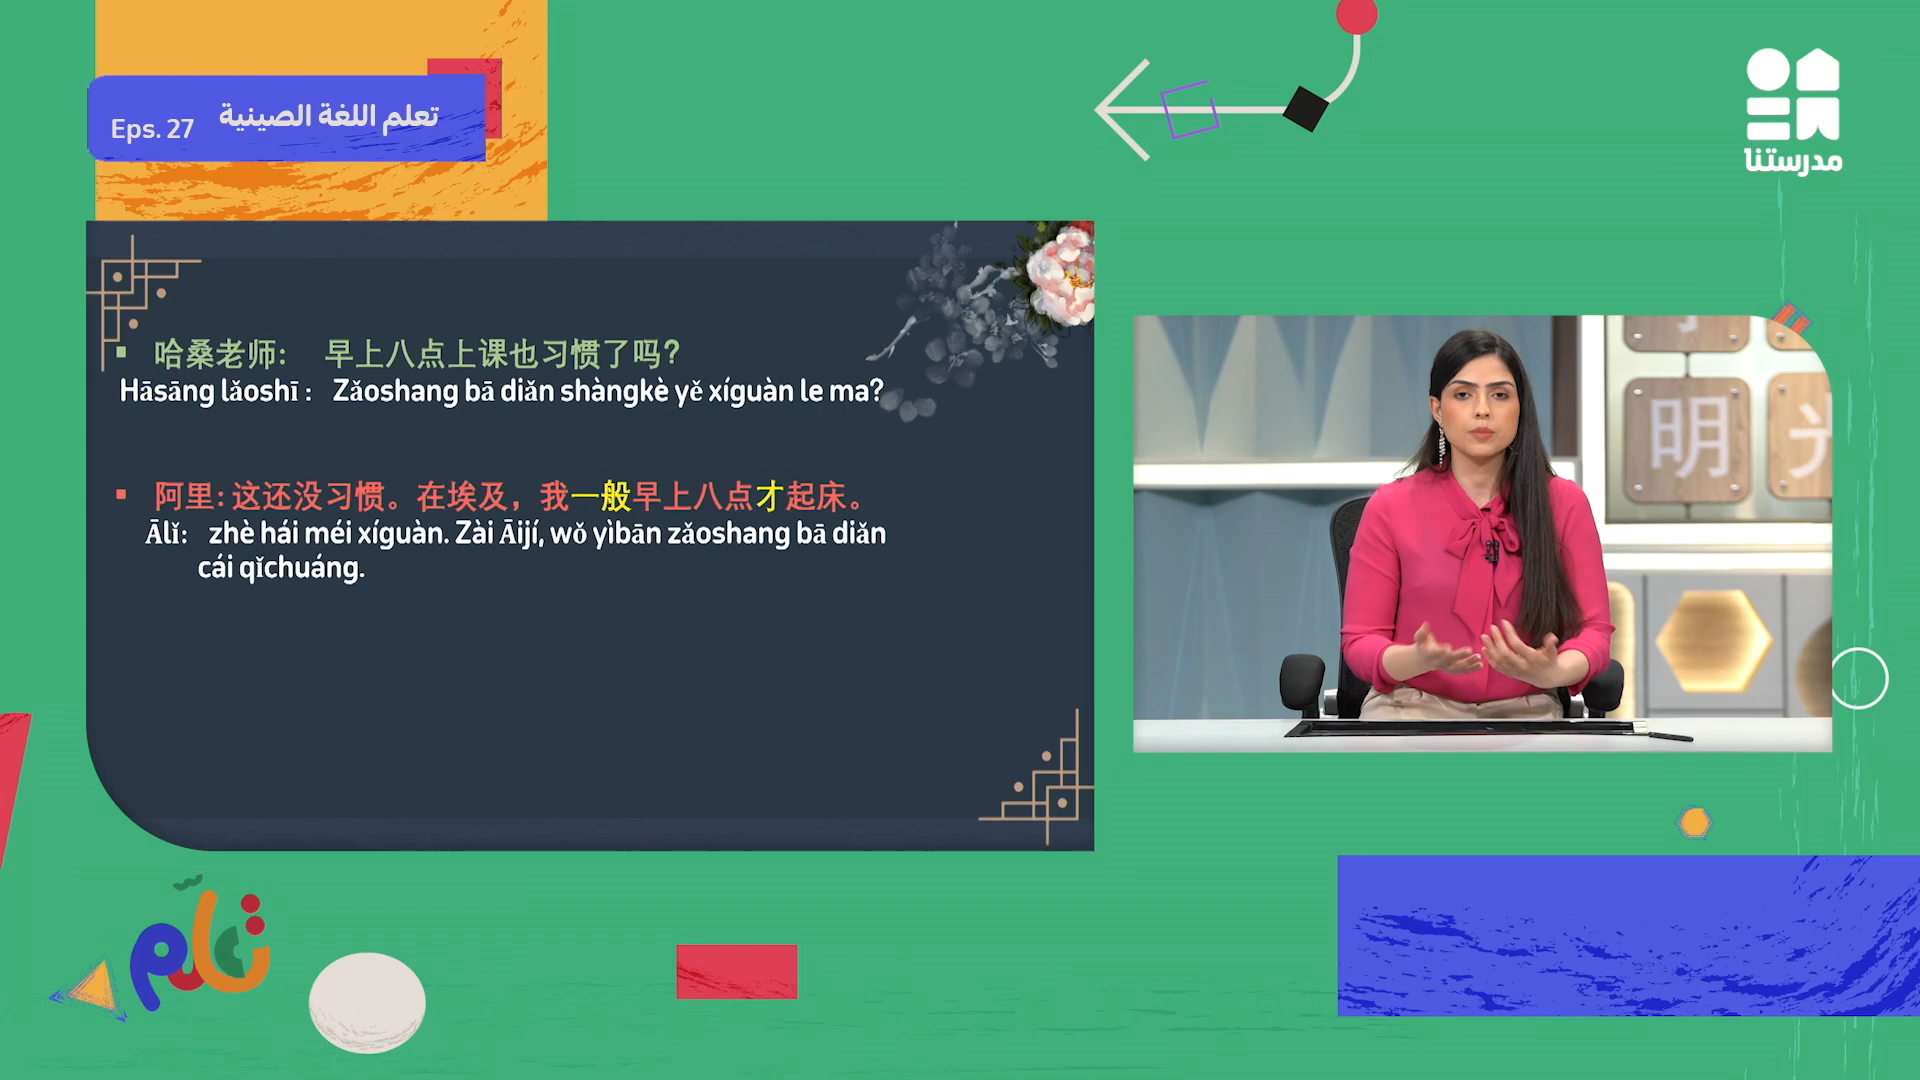 تعلم اللغة الصينية
Eps. 27
مدرستنا
哈桑老师: 早上八点上课也习惯了吗?
Hāsāng lǎoshī : Zǎoshang bā diǎn shàngkè yě xíguàn le ma?
阿里: 这还没习惯。在埃及，我一般早上八点才起床。
Ālǐ: zhè hái méi xíguàn. Zài Āijí, wǒ yìbān zǎoshang bā diǎn
cái qǐchuáng.
明